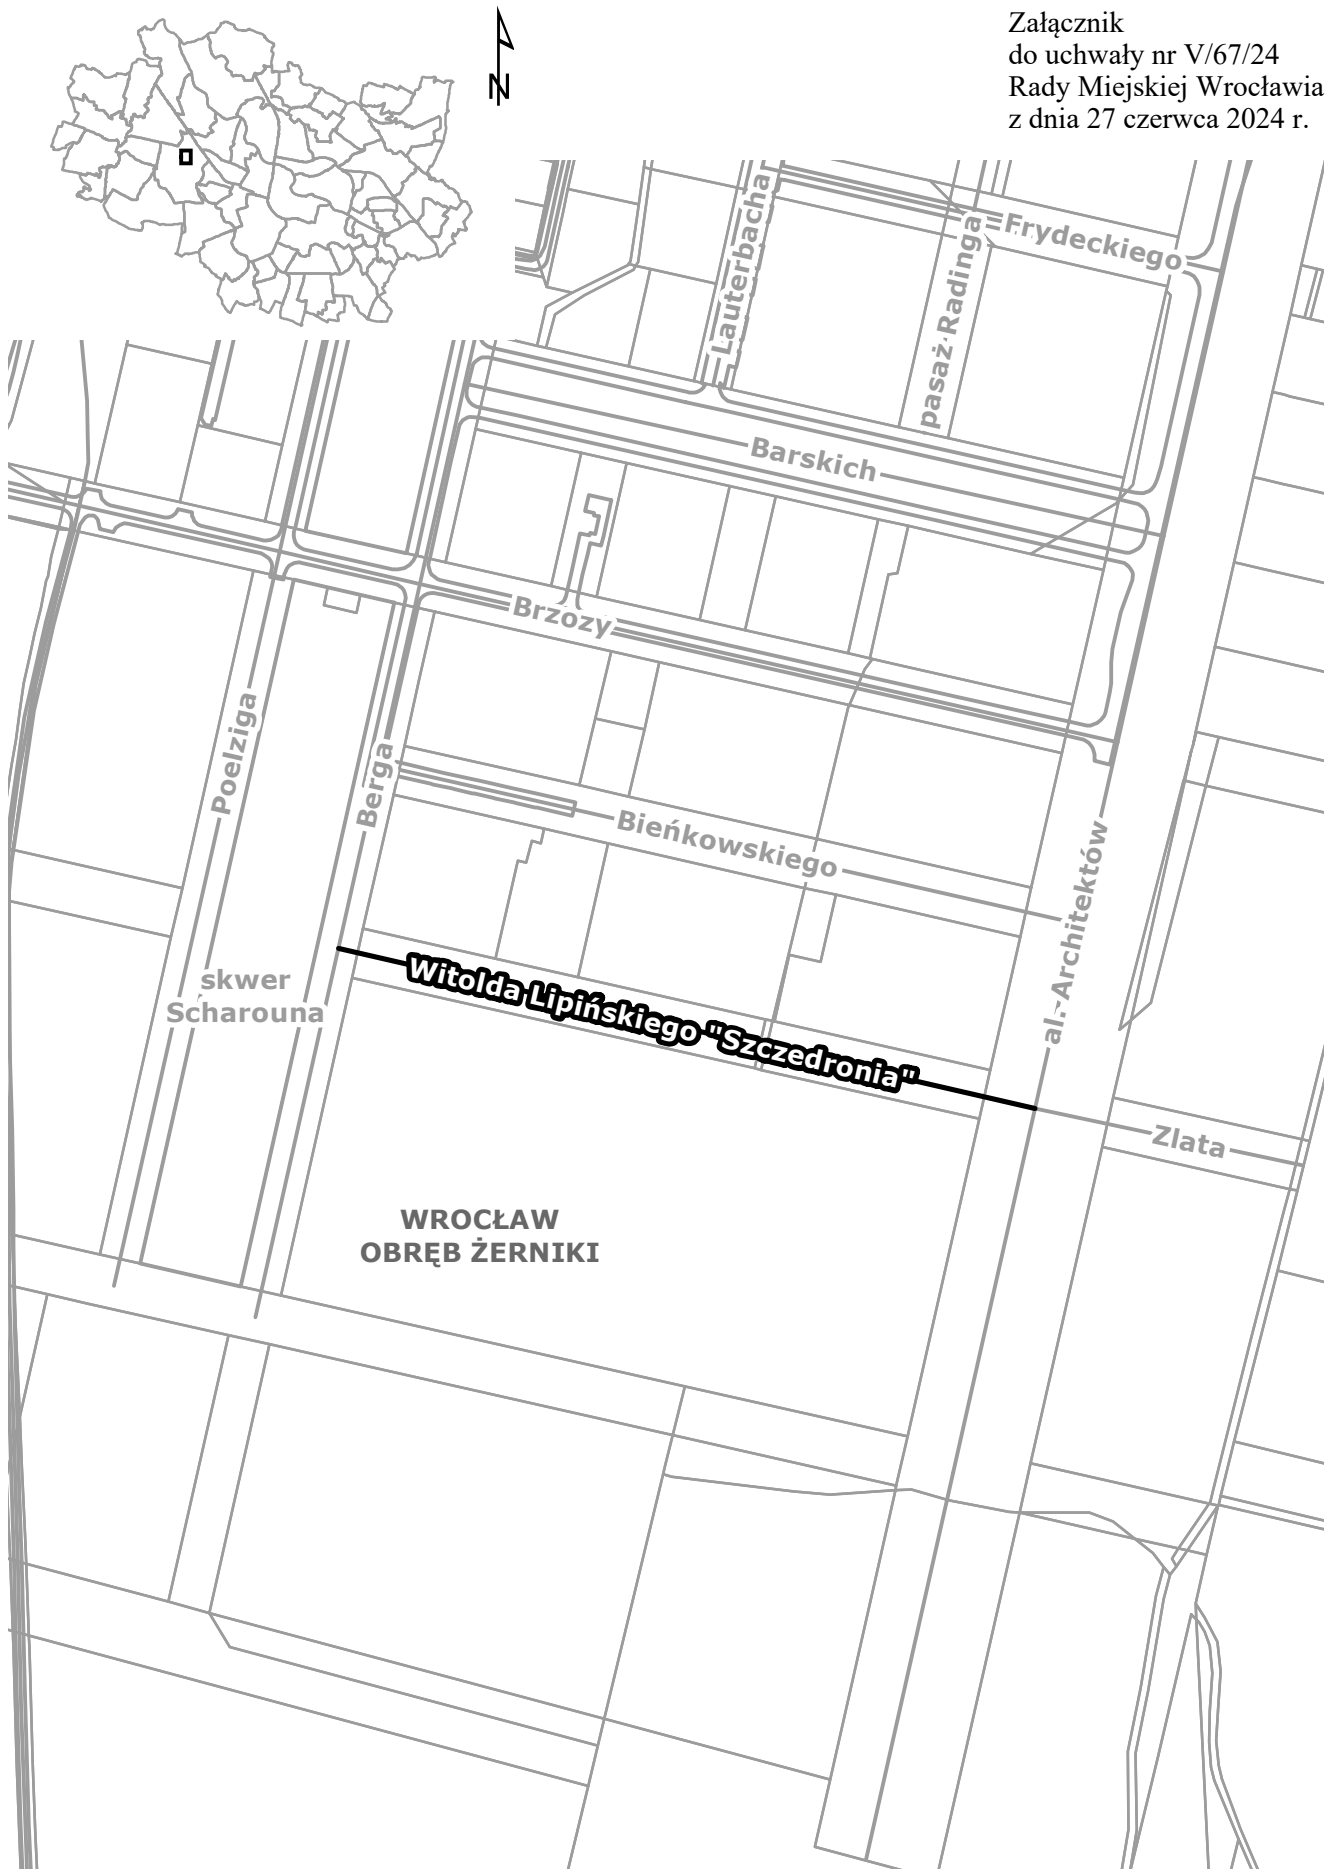 Załącznik
do uchwały nr V/67/24
Rady Miejskiej Wrocławia
z dnia 27 czerwca 2024 r.
N
Lauterbacha
pasaż Radinga
Frydeckiego
Barskich
Brzozy
Poelziga
Berga
Bieńkowskiego
al. Architektów
skwer
Scharouna
Witolda Lipińskiego "Szczedronia"
Zlata
WROCŁAW
OBRĘB ŻERNIKI